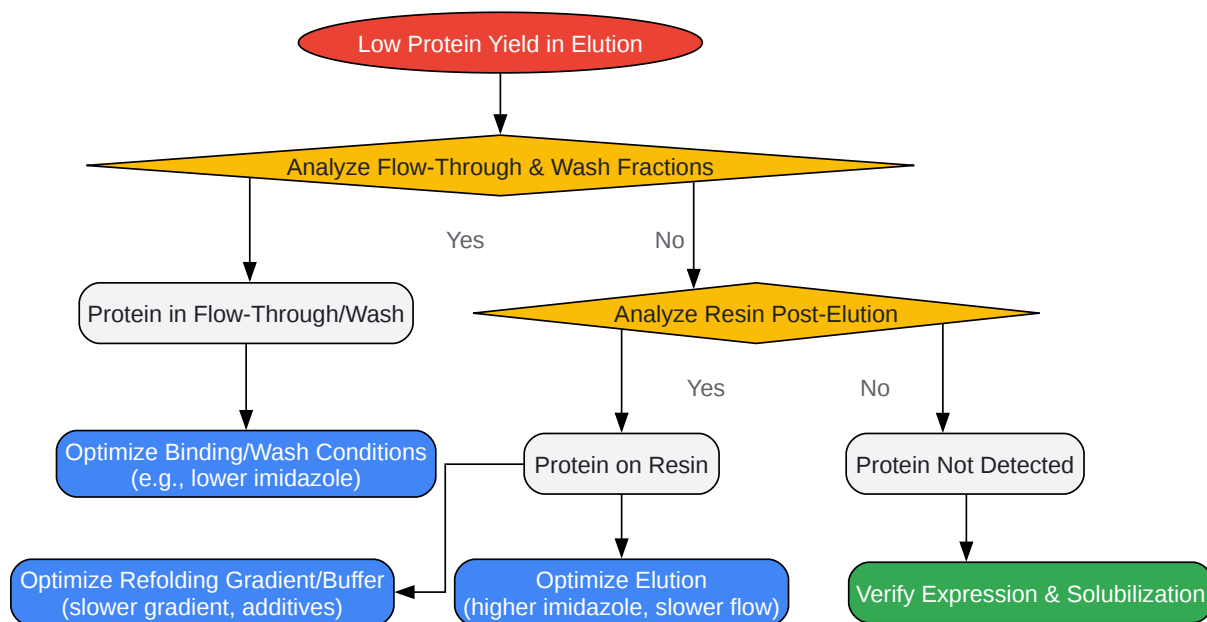 Low Protein Yield in Elution
Analyze Flow-Through & Wash Fractions
Yes
No
Protein in Flow-Through/Wash
Analyze Resin Post-Elution
Yes
No
Optimize Binding/Wash Conditions
(e.g., lower imidazole)
Protein on Resin
Protein Not Detected
Optimize Refolding Gradient/Buffer
(slower gradient, additives)
Optimize Elution
(higher imidazole, slower flow)
Verify Expression & Solubilization